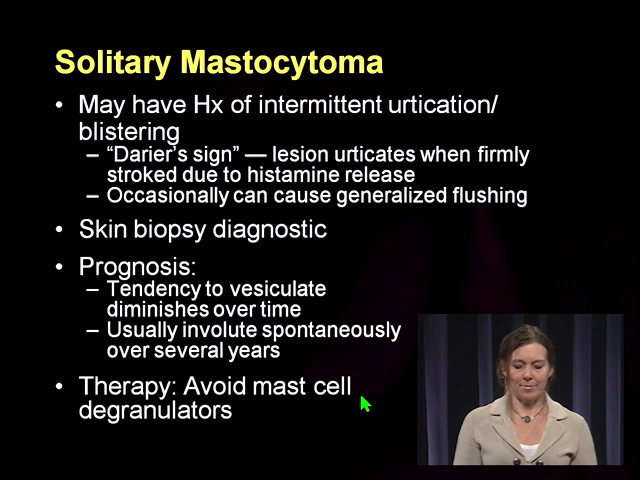 Solitary Mastocytoma
• May have Hx of intermittent urtication/
blistering
– “Darier’s sign” — lesion urticates when firmly
stroked due to histamine release
– Occasionally can cause generalized flushing
• Skin biopsy diagnostic
• Prognosis:
– Tendency to vesiculate
diminishes over time
– Usually involute spontaneously
over several years
• Therapy: Avoid mast cell
degranulators